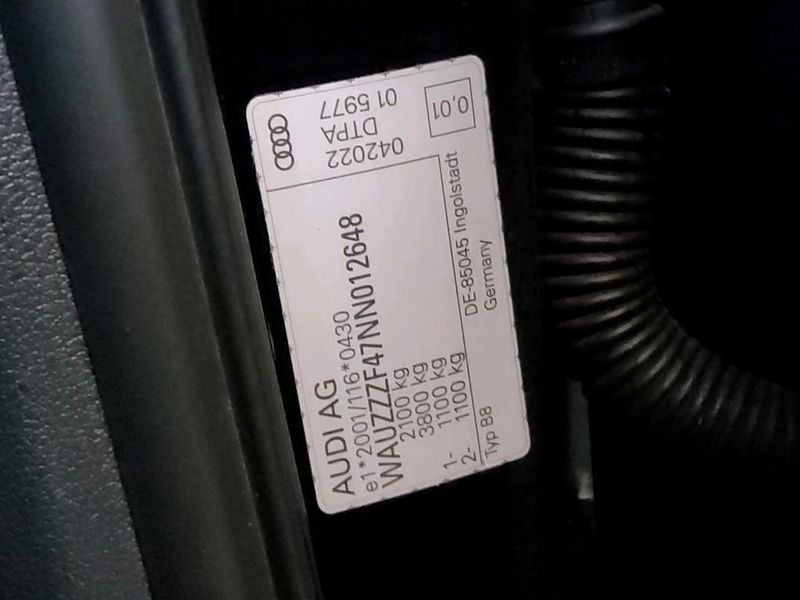 AUDI AG
e1*2001/116*0430
WAUZZZF47NN012648
2100 kg
3800 kg
1- 1100 kg
2- 1100 kg
Typ B8
DE-85045 Ingolstadt
Germany
042022
DTPA
01 5977
0,01